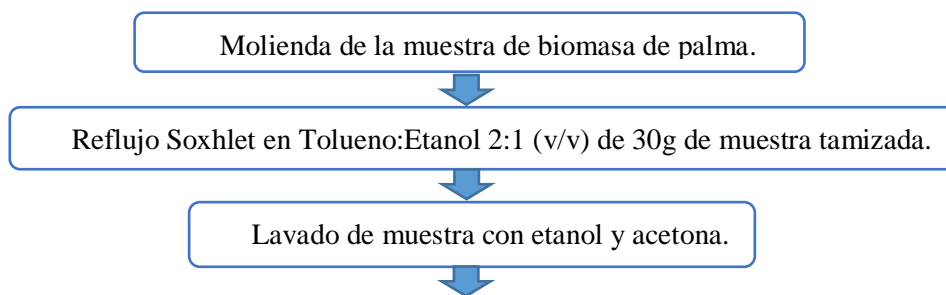 Molienda de la muestra de biomasa de palma.
Reflujo Soxhlet en Tolueno:Etanol 2:1 (v/v) de 30g de muestra tamizada.
Lavado de muestra con etanol y acetona.